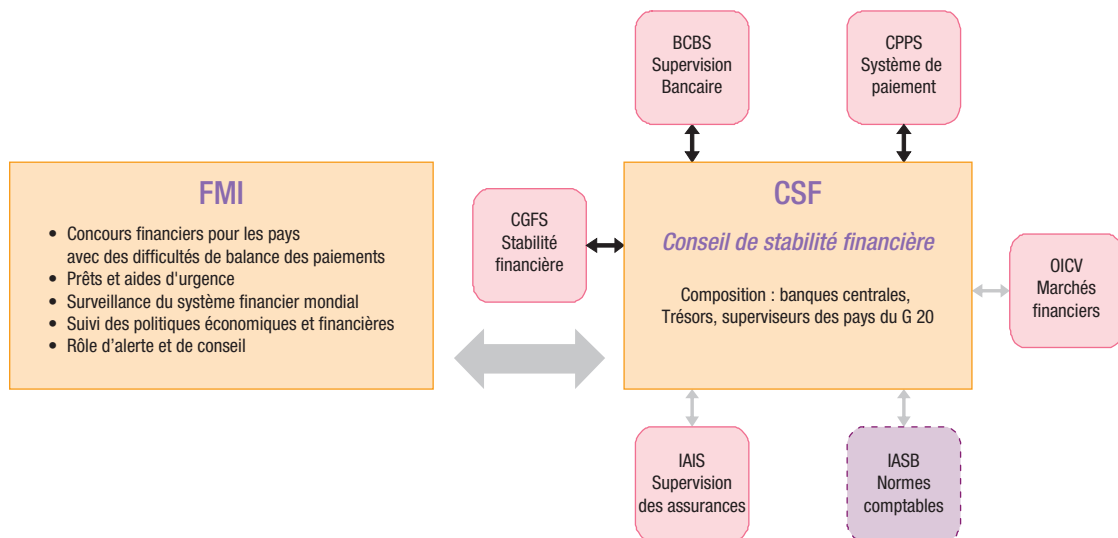 BCBS
Supervision
Bancaire
CPPS
Système de
paiement
FMI
• Concours financiers pour les pays
avec des difficultés de balance des paiements
• Prêts et aides d'urgence
• Surveillance du système financier mondial
• Suivi des politiques économiques et financières
• Rôle d’alerte et de conseil
CGFS
Stabilité
financière
CSF
Conseil de stabilité financière
Composition : banques centrales,
Trésors, superviseurs des pays du G 20
OICV
Marchés
financiers
IAIS
Supervision
des assurances
IASB
Normes
comptables